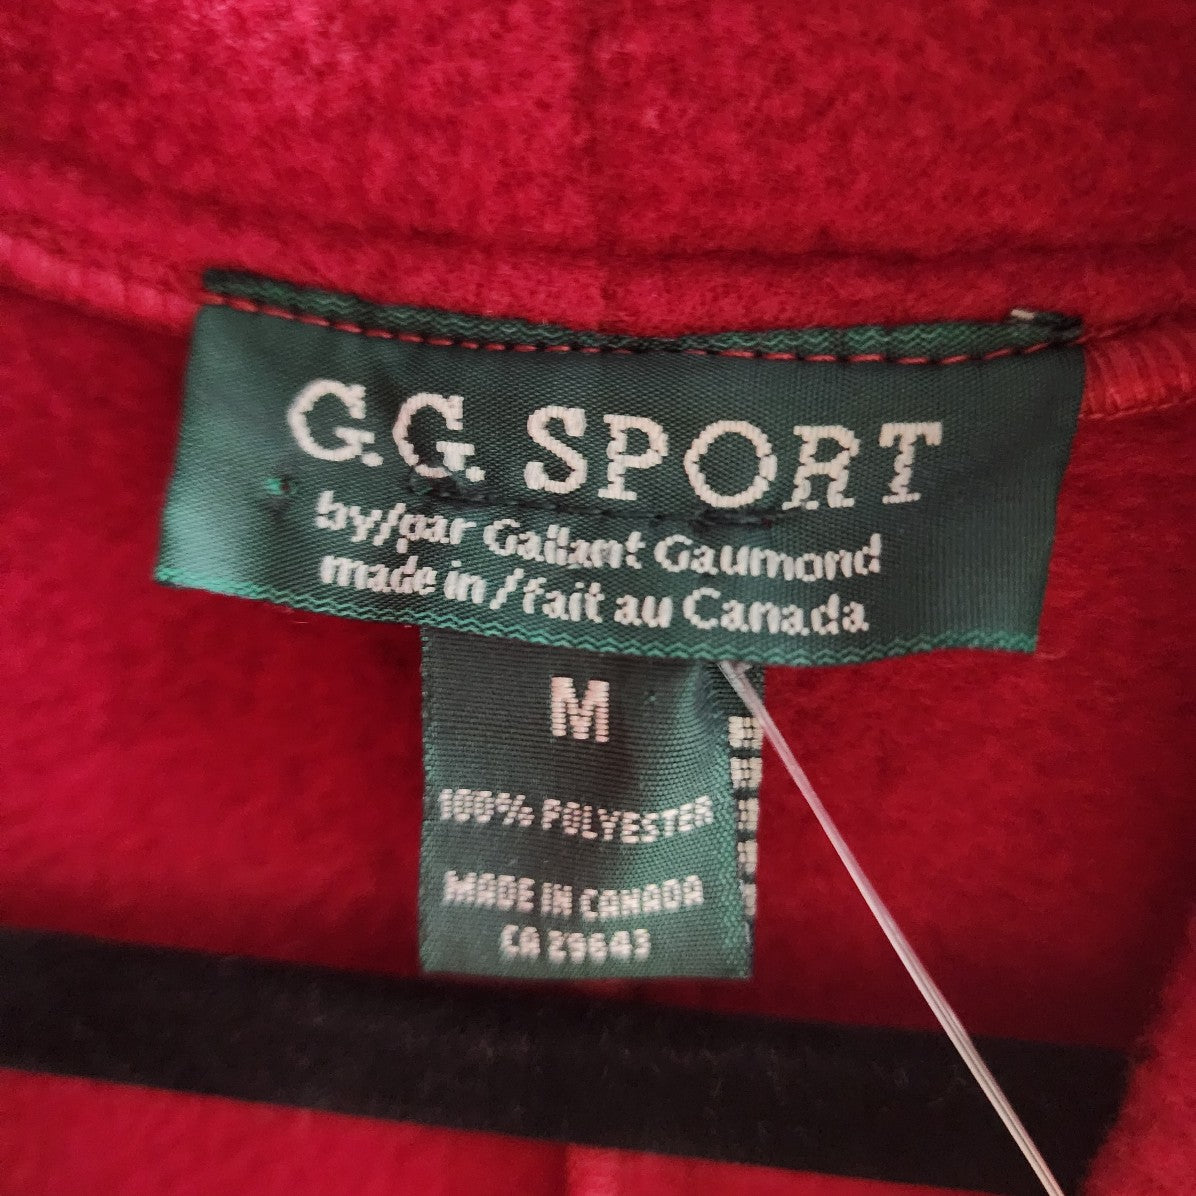 G.G. SPORT
by/par Gallant Gaumond
made in / fait au Canada
M
100% POLYESTER
MADE IN CANADA
CA 29643